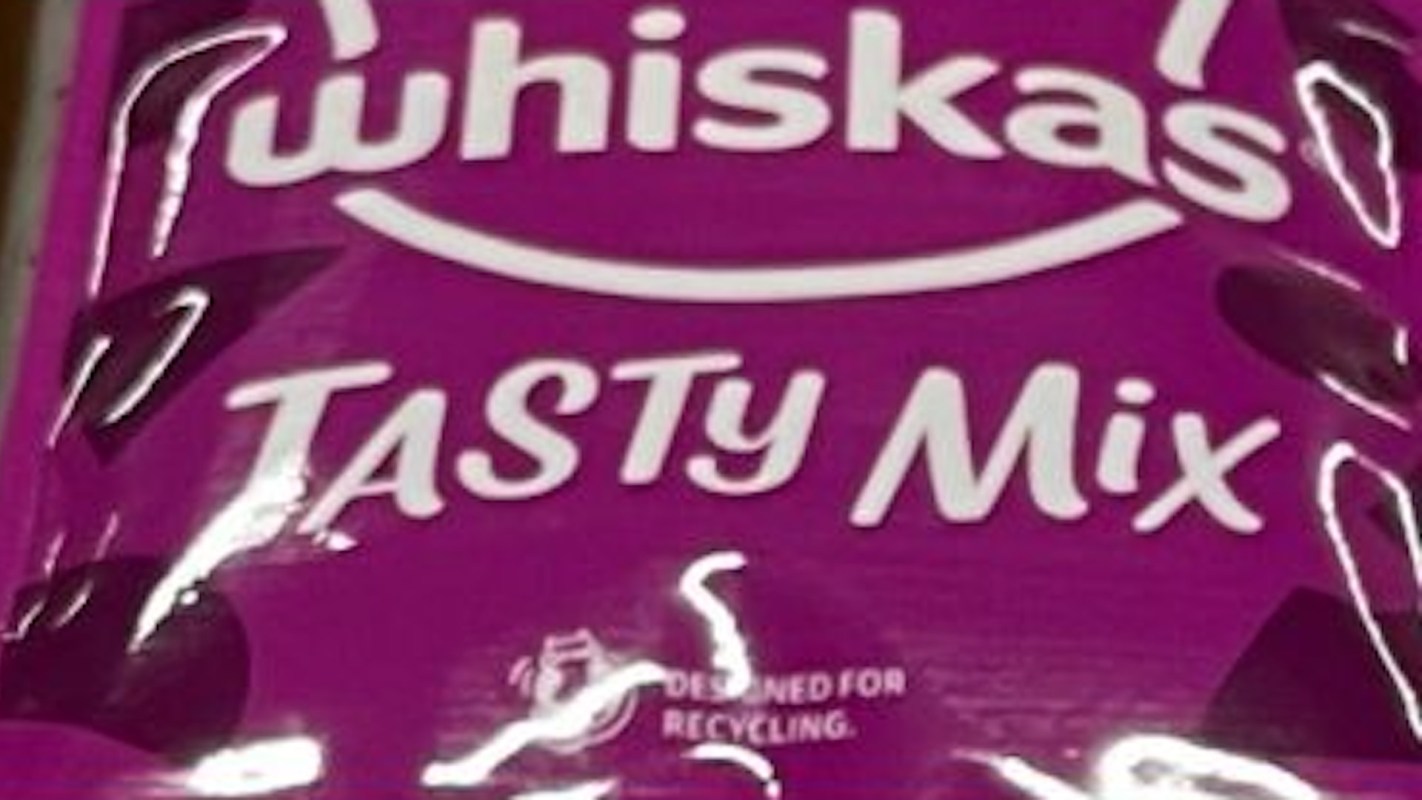 whiskas
TASTy Mix
DESIGNED FOR
RECYCLING.